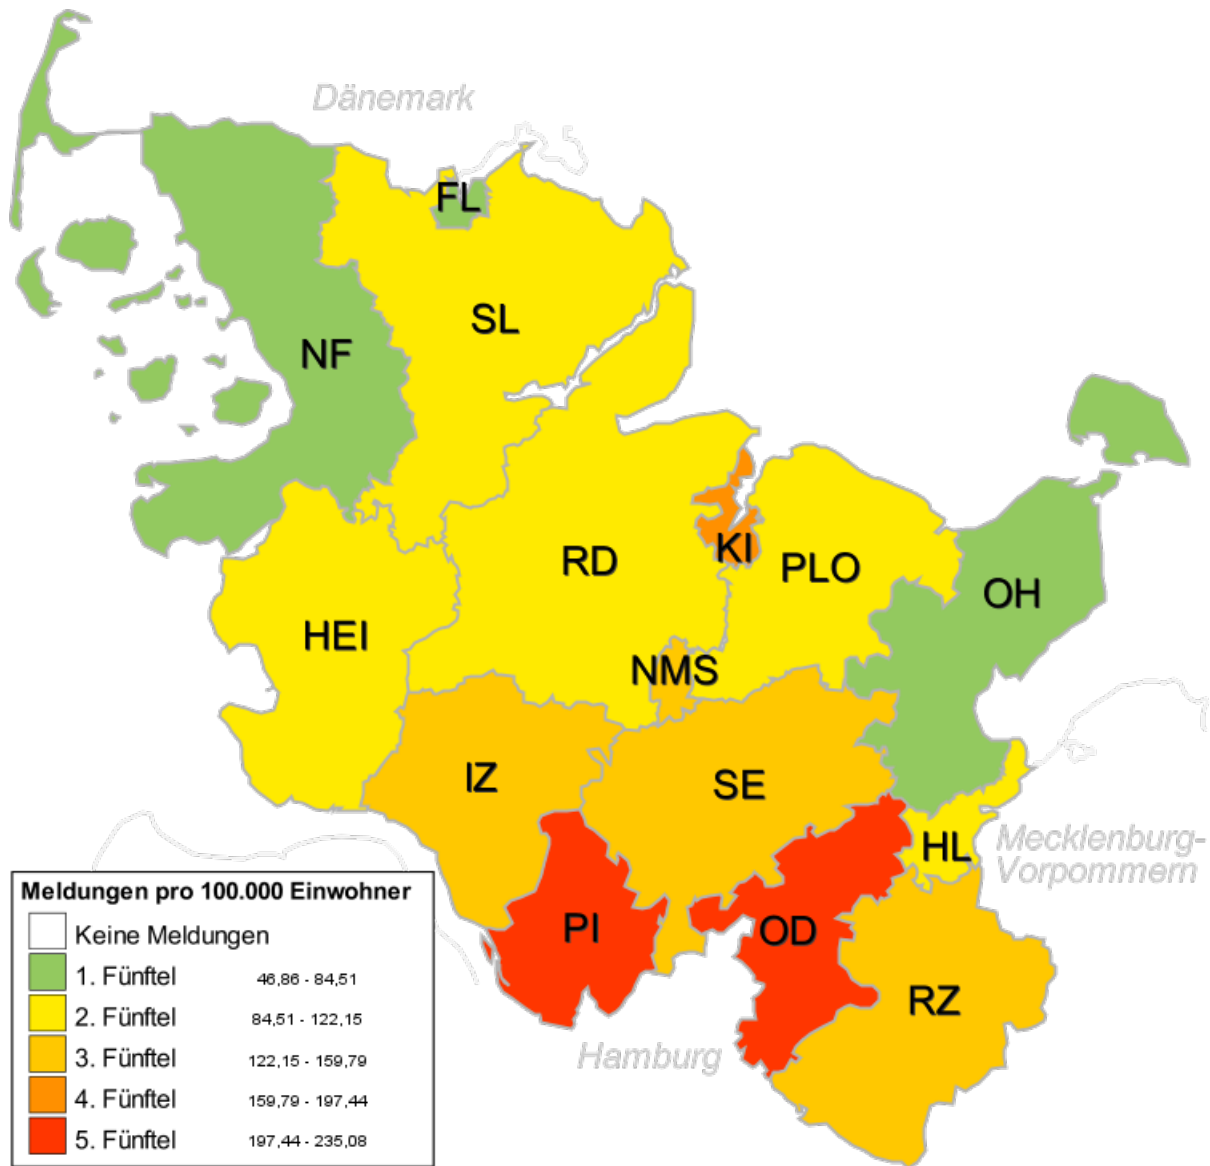 Dänemark
FL
SL
NF
KI
RD
PLO
OH
HEI
NMS
IZ
SE
HL
Mecklenburg-
Vorpommern
PI
OD
RZ
Hamburg
Meldungen pro 100.000 Einwohner
Keine Meldungen
1. Fünftel 46,86 - 84,51
2. Fünftel 84,51 - 122,15
3. Fünftel 122,15 - 159,79
4. Fünftel 159,79 - 197,44
5. Fünftel 197,44 - 235,08